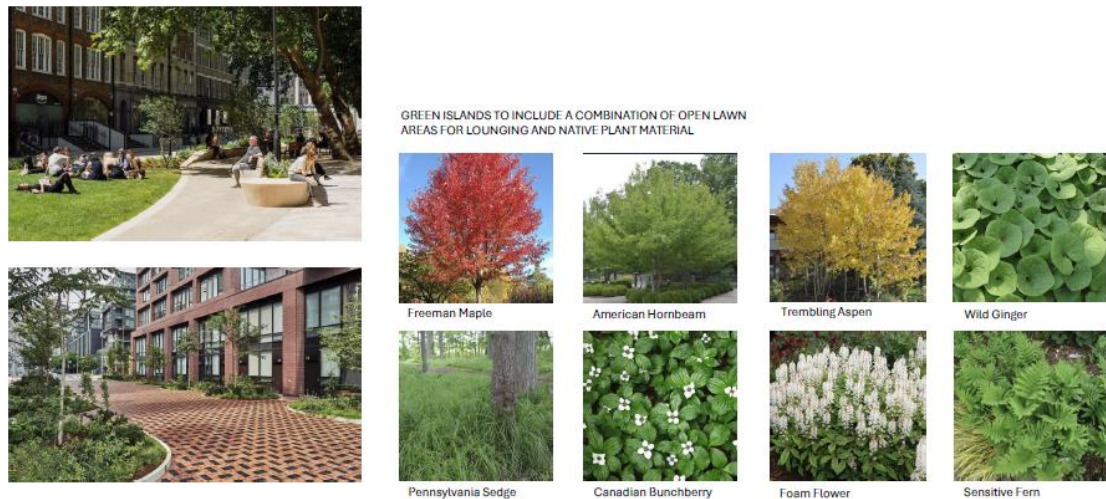 GREEN ISLANDS TO INCLUDE A COMBINATION OF OPEN LAWN
AREAS FOR LOUNGING AND NATIVE PLANT MATERIAL
Freeman Maple
American Hornbeam
Trembling Aspen
Wild Ginger
Pennsylvania Sedge
Canadian Bunchberry
Foam Flower
Sensitive Fern